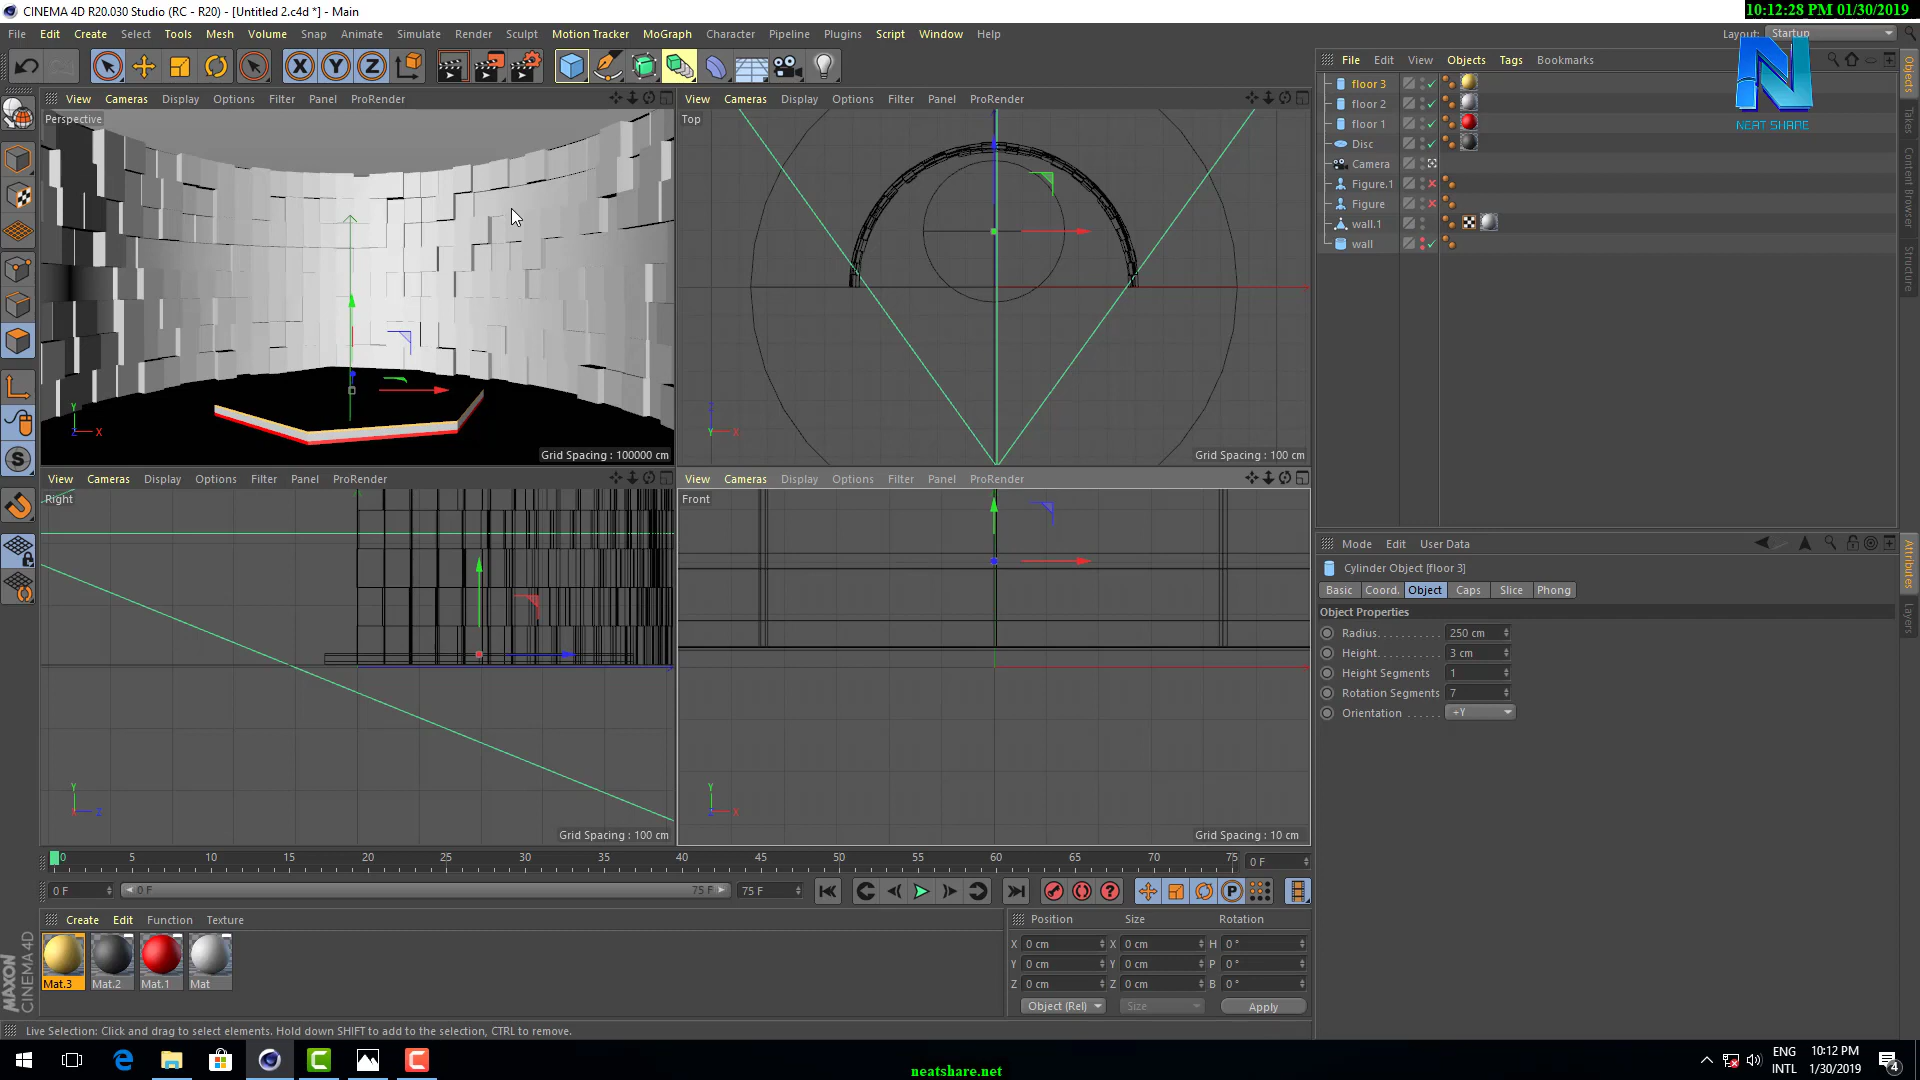 CINEMA 4D R20.030 Studio (RC - R20) - [Untitled 2.c4d *] - Main
10:12:28 PM 01/30/2019
File Edit Create Select Tools Mesh Volume Snap Animate Simulate Render Sculpt Motion Tracker MoGraph Character Pipeline Plugins Script Window Help
Layout: Startup
NEAT SHARE
View Cameras Display Options Filter Panel ProRender
Perspective
Grid Spacing : 100000 cm
View Cameras Display Options Filter Panel ProRender
Top
Grid Spacing : 100 cm
View Cameras Display Options Filter Panel ProRender
Right
Grid Spacing : 100 cm
View Cameras Display Options Filter Panel ProRender
Front
Grid Spacing : 10 cm
File Edit View Objects Tags Bookmarks
floor 3
floor 2
floor 1
Disc
Camera
Figure.1
Figure
wall.1
wall
Objects
Takes
Content Browser
Structure
Mode Edit User Data
Cylinder Object [floor 3]
Basic Coord. Object Caps Slice Phong
Object Properties
Radius. . . . . . . . . . 250 cm
Height. . . . . . . . . . 3 cm
Height Segments 1
Rotation Segments 7
Orientation . . . . . . +Y
Attributes
Layers
0 5 10 15 20 25 30 35 40 45 50 55 60 65 70 75
0 F
0 F
0 F
75 F
75 F
Create Edit Function Texture
Mat.3 Mat.2 Mat.1 Mat
MAXON CINEMA 4D
Position Size Rotation
X 0 cm X 0 cm H 0 °
Y 0 cm Y 0 cm P 0 °
Z 0 cm Z 0 cm B 0 °
Object (Rel) Size Apply
Live Selection: Click and drag to select elements. Hold down SHIFT to add to the selection, CTRL to remove.
neatshare.net
ENG
INTL
10:12 PM
1/30/2019
4